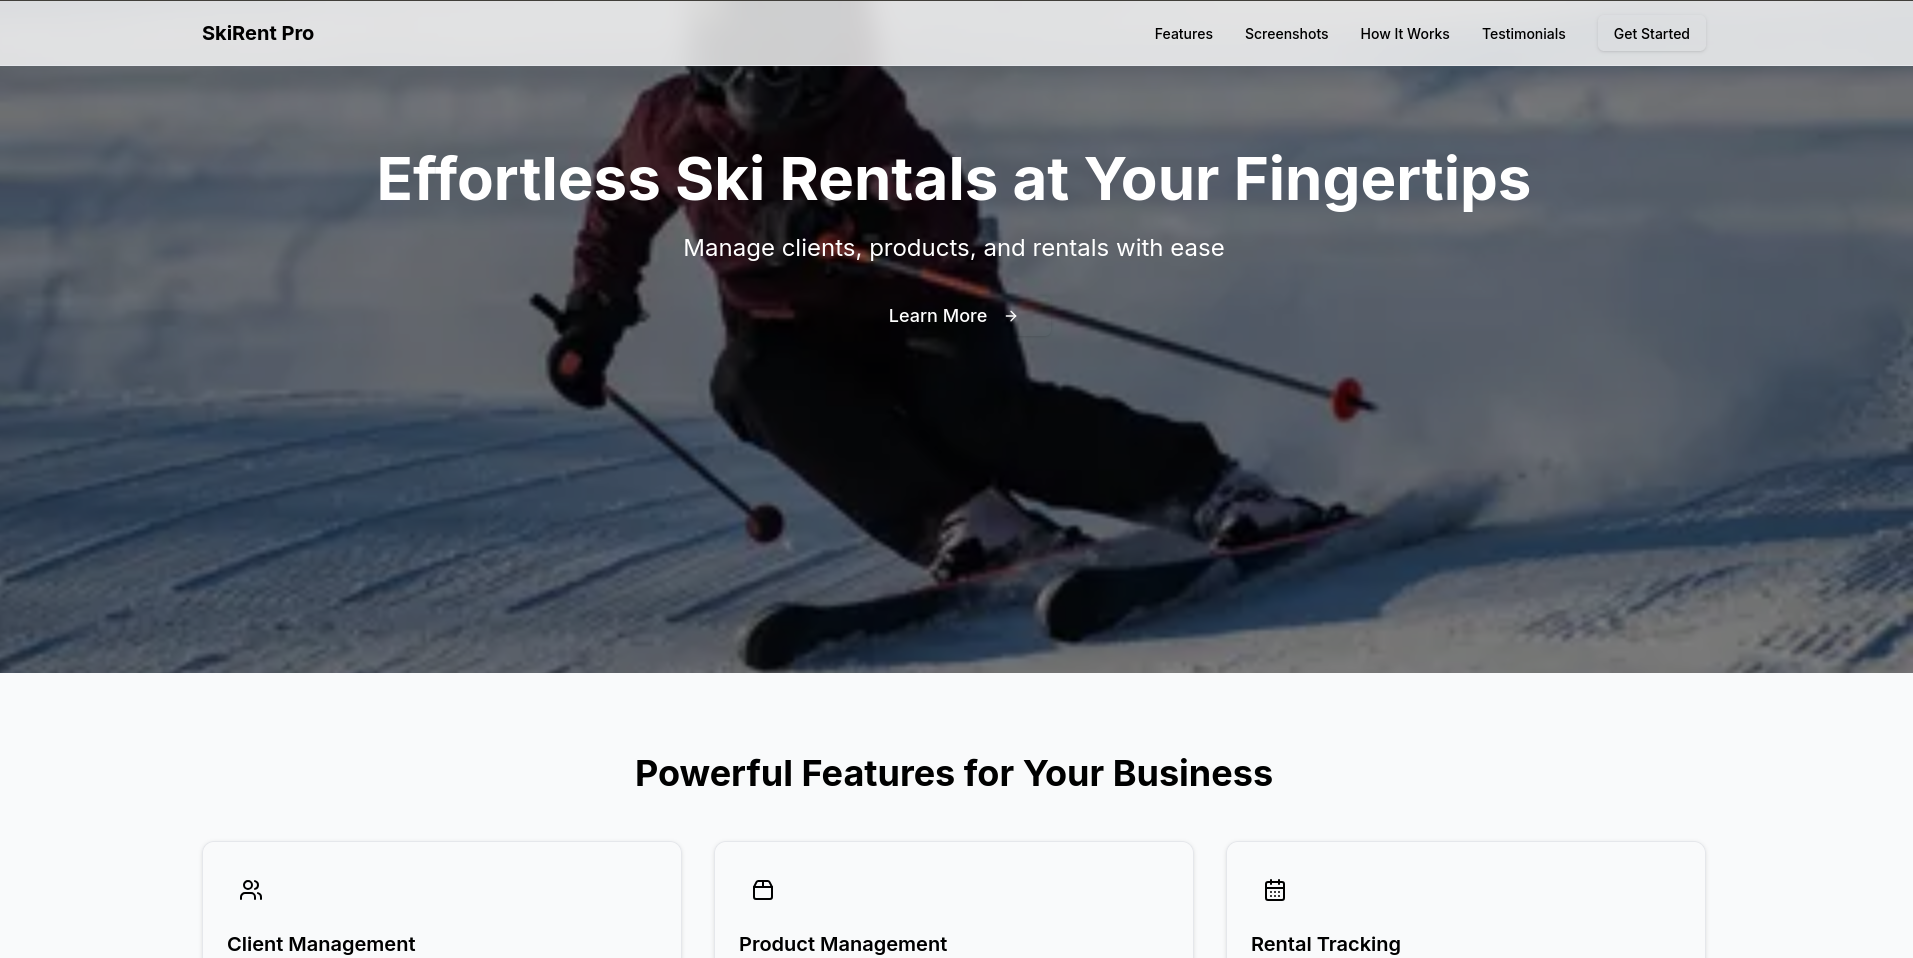 SkiRent Pro
Features
Screenshots
How It Works
Testimonials
Get Started
Effortless Ski Rentals at Your Fingertips
Manage clients, products, and rentals with ease
Learn More →
Powerful Features for Your Business
Client Management
Product Management
Rental Tracking